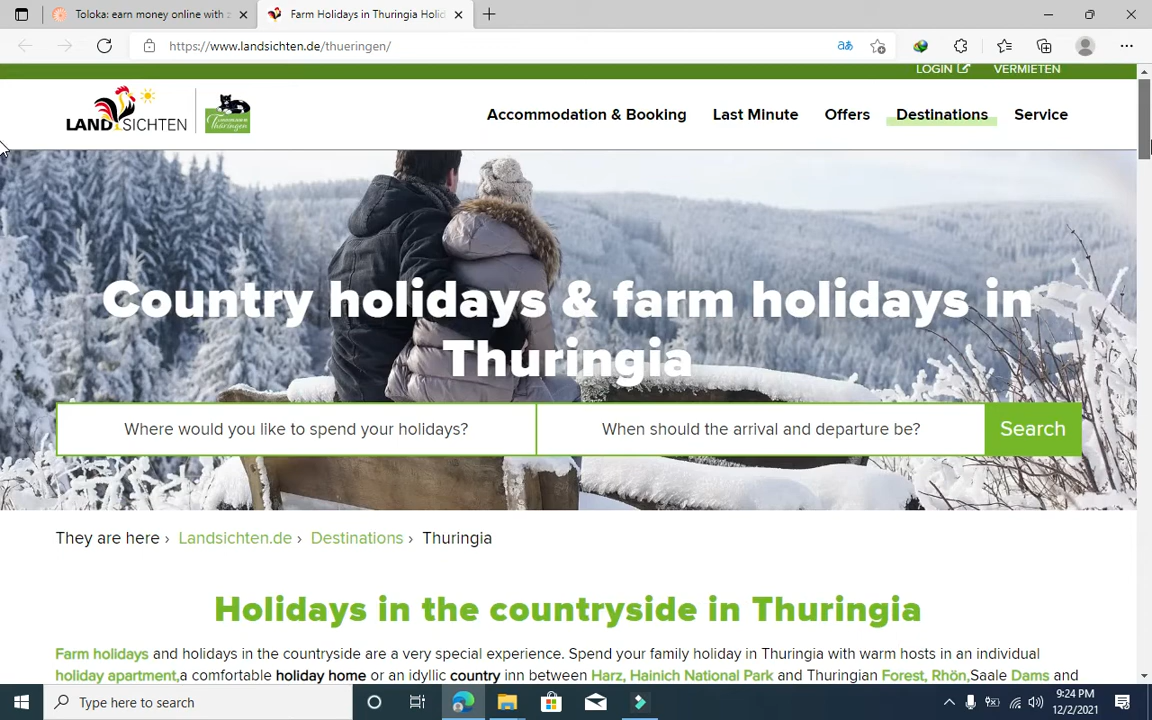 Toloka: earn money online with z
Farm Holidays in Thuringia Holid
https://www.landsichten.de/thueringen/
LOGIN
VERMIETEN
LANDSICHTEN
Thüringen
Accommodation & Booking
Last Minute
Offers
Destinations
Service
Country holidays & farm holidays in
Thuringia
Where would you like to spend your holidays?
When should the arrival and departure be?
Search
They are here › Landsichten.de › Destinations › Thuringia
Holidays in the countryside in Thuringia
Farm holidays and holidays in the countryside are a very special experience. Spend your family holiday in Thuringia with warm hosts in an individual
holiday apartment,a comfortable holiday home or an idyllic country inn between Harz, Hainich National Park and Thuringian Forest, Rhön,Saale Dams and
Type here to search
9:24 PM
12/2/2021